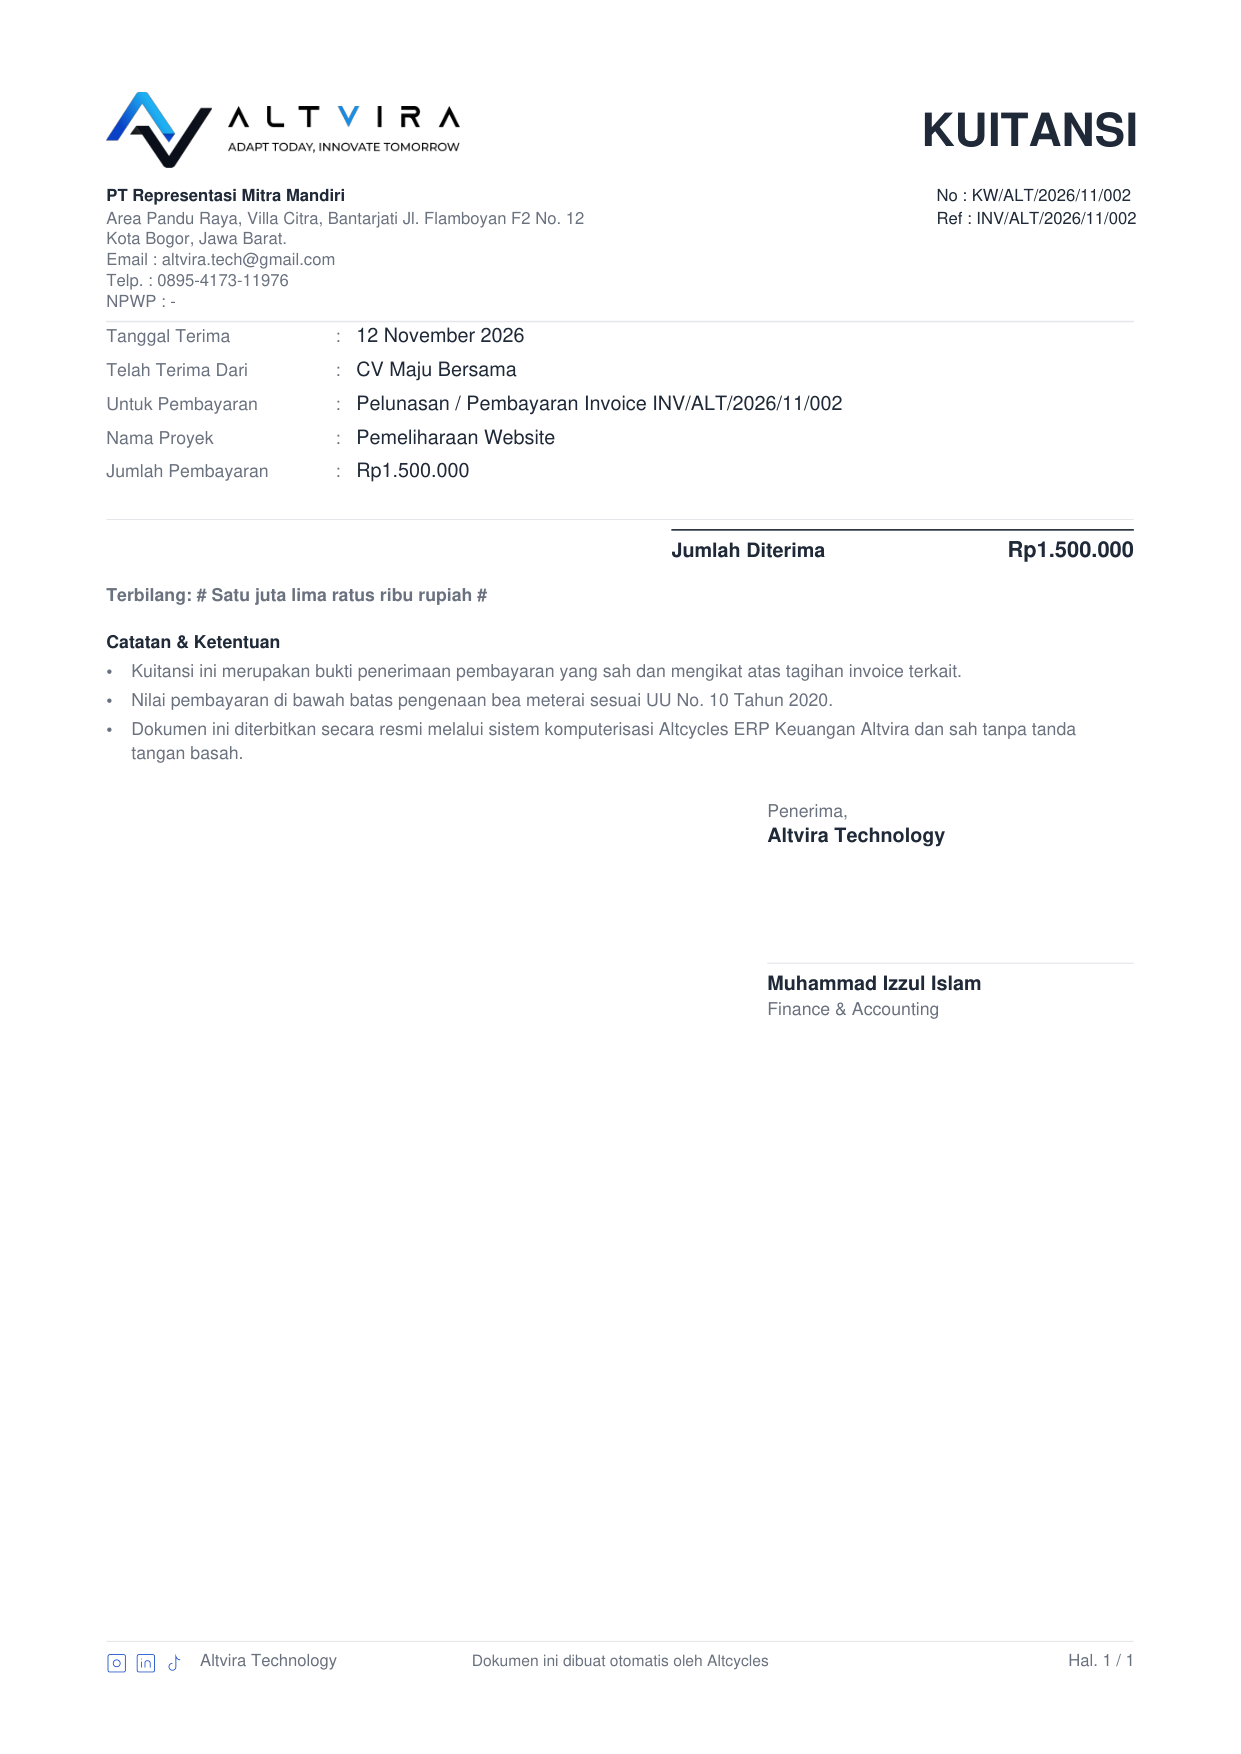 ALTVIRA
ADAPT TODAY, INNOVATE TOMORROW
KUITANSI
PT Representasi Mitra Mandiri
Area Pandu Raya, Villa Citra, Bantarjati Jl. Flamboyan F2 No. 12
Kota Bogor, Jawa Barat.
Email : altvira.tech@gmail.com
Telp. : 0895-4173-11976
NPWP : -
No : KW/ALT/2026/11/002
Ref : INV/ALT/2026/11/002
Tanggal Terima : 12 November 2026
Telah Terima Dari : CV Maju Bersama
Untuk Pembayaran : Pelunasan / Pembayaran Invoice INV/ALT/2026/11/002
Nama Proyek : Pemeliharaan Website
Jumlah Pembayaran : Rp1.500.000
Jumlah Diterima Rp1.500.000
Terbilang: # Satu juta lima ratus ribu rupiah #
Catatan & Ketentuan
• Kuitansi ini merupakan bukti penerimaan pembayaran yang sah dan mengikat atas tagihan invoice terkait.
• Nilai pembayaran di bawah batas pengenaan bea meterai sesuai UU No. 10 Tahun 2020.
• Dokumen ini diterbitkan secara resmi melalui sistem komputerisasi Altcycles ERP Keuangan Altvira dan sah tanpa tanda
tangan basah.
Penerima,
Altvira Technology
Muhammad Izzul Islam
Finance & Accounting
Altvira Technology Dokumen ini dibuat otomatis oleh Altcycles Hal. 1 / 1